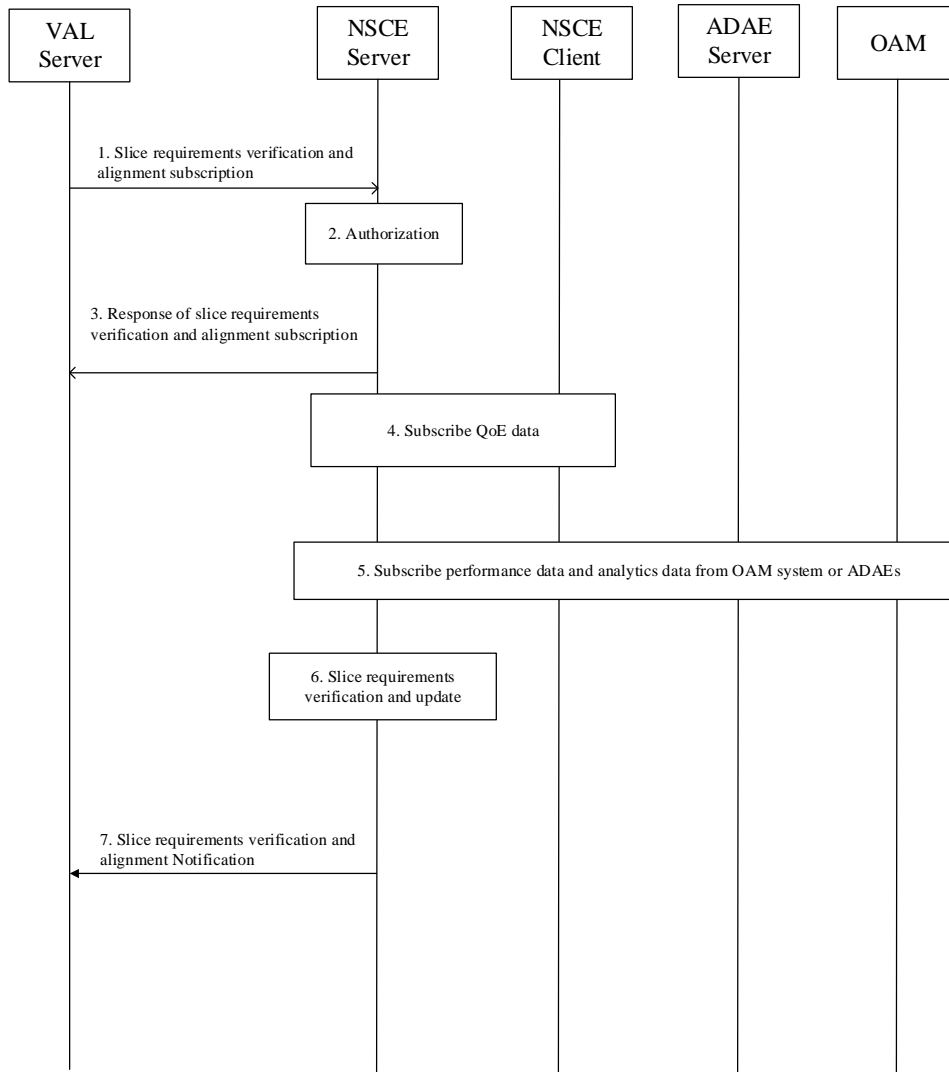 VAL
Server
NSCE
Server
NSCE
Client
ADAE
Server
OAM
1. Slice requirements verification and
alignment subscription
2. Authorization
3. Response of slice requirements
verification and alignment subscription
4. Subscribe QoE data
5. Subscribe performance data and analytics data from OAM system or ADAEs
6. Slice requirements
verification and update
7. Slice requirements verification and
alignment Notification